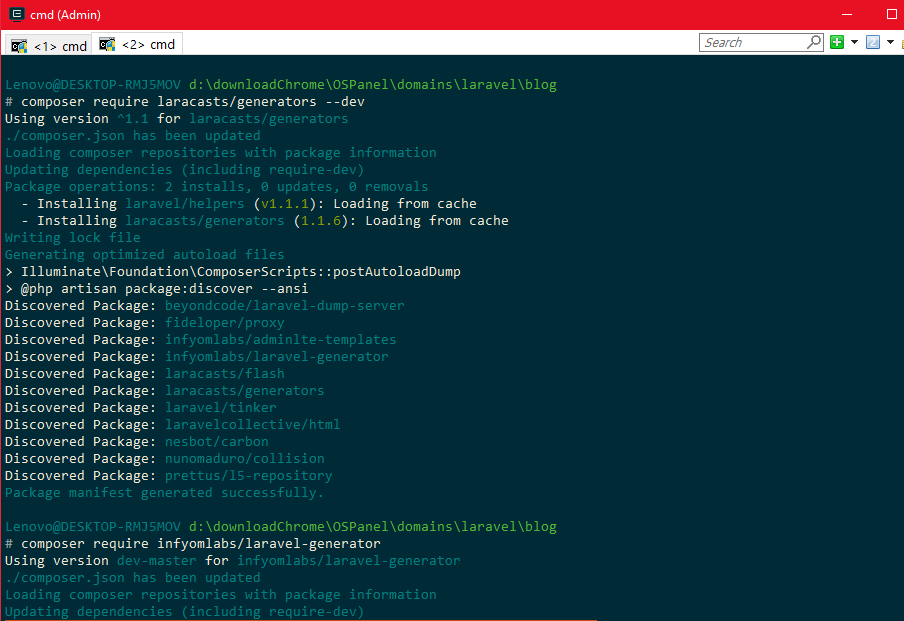 cmd (Admin)
<1> cmd
<2> cmd
Search
Lenovo@DESKTOP-RMJ5MOV d:\downloadChrome\OSPanel\domains\laravel\blog
# composer require laracasts/generators --dev
Using version ^1.1 for laracasts/generators
./composer.json has been updated
Loading composer repositories with package information
Updating dependencies (including require-dev)
Package operations: 2 installs, 0 updates, 0 removals
- Installing laravel/helpers (v1.1.1): Loading from cache
- Installing laracasts/generators (1.1.6): Loading from cache
Writing lock file
Generating optimized autoload files
> Illuminate\Foundation\ComposerScripts::postAutoloadDump
> @php artisan package:discover --ansi
Discovered Package: beyondcode/laravel-dump-server
Discovered Package: fideloper/proxy
Discovered Package: infyomlabs/adminlte-templates
Discovered Package: infyomlabs/laravel-generator
Discovered Package: laracasts/flash
Discovered Package: laracasts/generators
Discovered Package: laravel/tinker
Discovered Package: laravelcollective/html
Discovered Package: nesbot/carbon
Discovered Package: nunomaduro/collision
Discovered Package: prettus/l5-repository
Package manifest generated successfully.
Lenovo@DESKTOP-RMJ5MOV d:\downloadChrome\OSPanel\domains\laravel\blog
# composer require infyomlabs/laravel-generator
Using version dev-master for infyomlabs/laravel-generator
./composer.json has been updated
Loading composer repositories with package information
Updating dependencies (including require-dev)